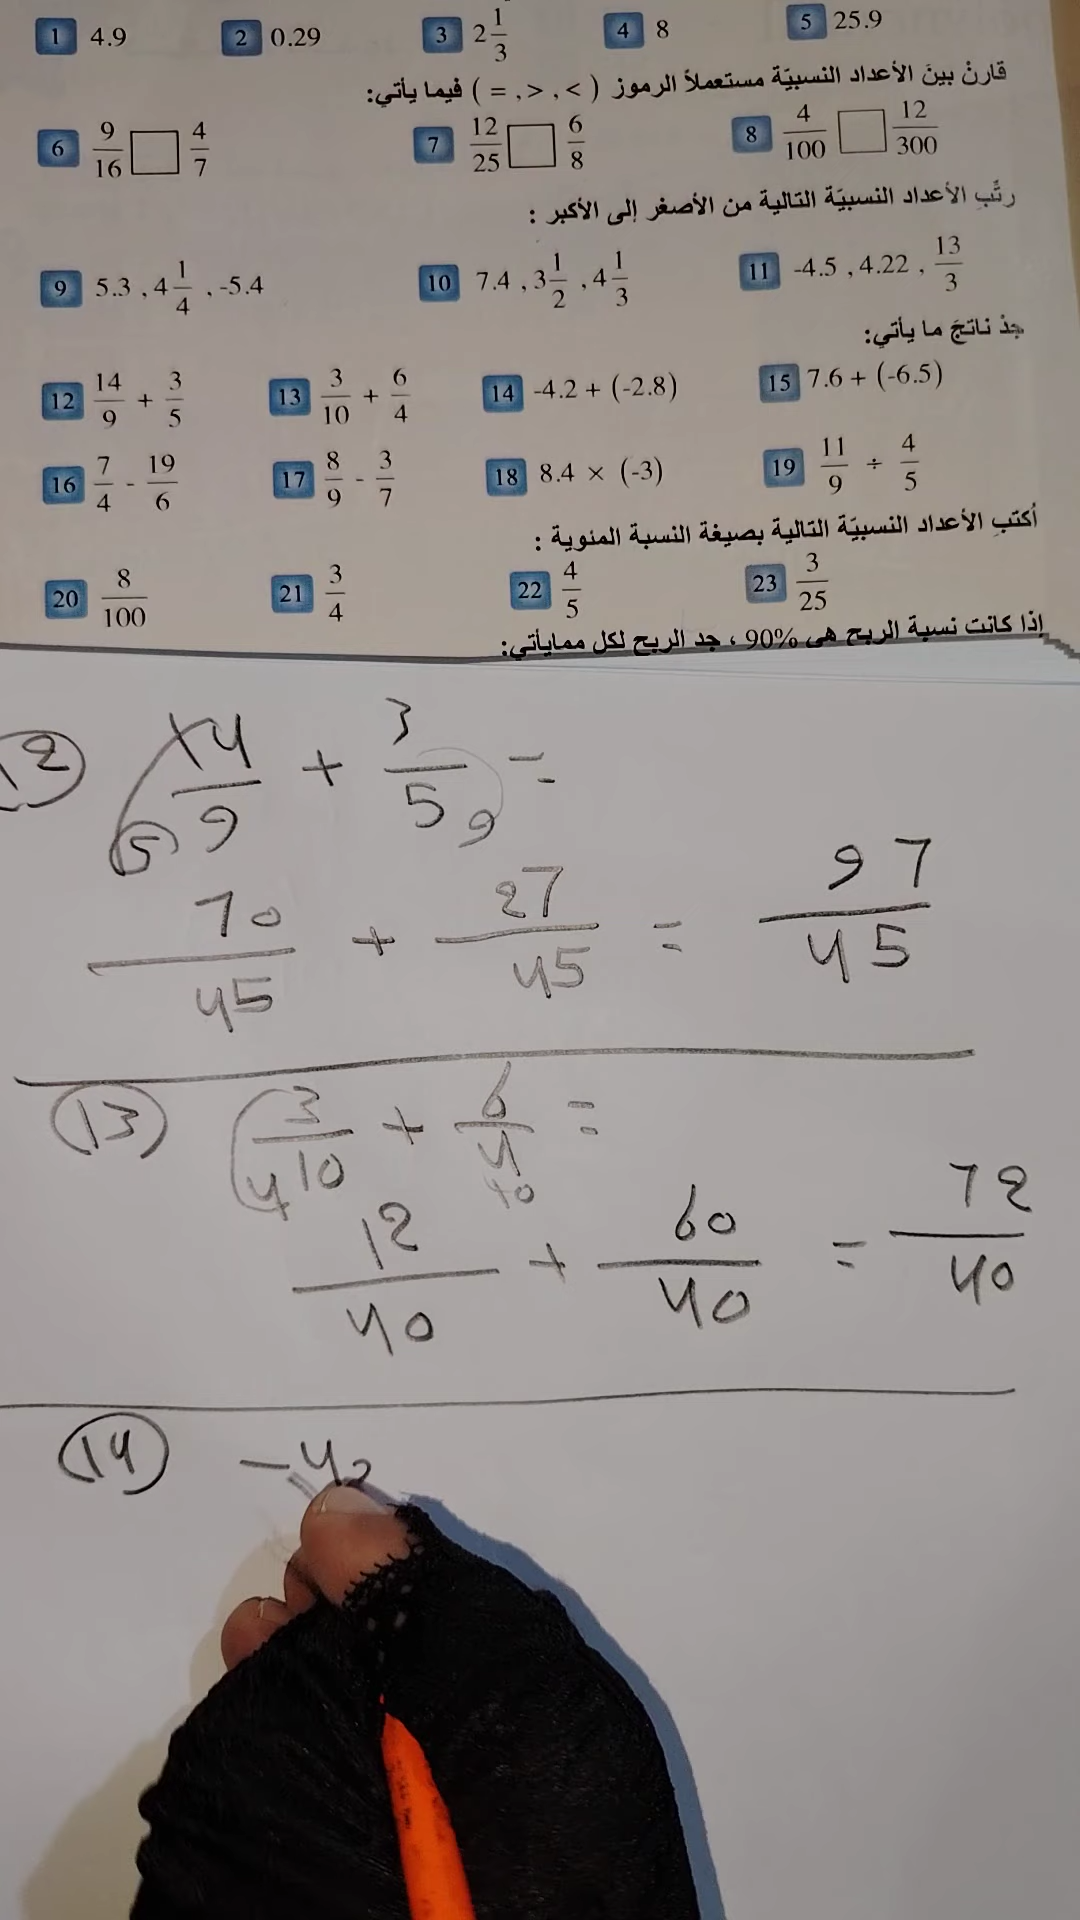 1 4.9 2 0.29 3 2 1/3 4 8 5 25.9
قارنْ بينَ الأعداد النسبيّة مستعملاً الرموز ( > , < , = ) فيما يأتي:
6 9/16 □ 4/7 7 12/25 □ 6/8 8 4/100 □ 12/300
رتِّبِ الأعداد النسبيّة التالية من الأصغر إلى الأكبر :
9 5.3 , 4 1/4 , -5.4 10 7.4 , 3 1/2 , 4 1/3 11 -4.5 , 4.22 , 13/3
جذ ناتجَ ما يأتي:
12 14/9 + 3/5 13 3/10 + 6/4 14 -4.2 + (-2.8) 15 7.6 + (-6.5)
16 7/4 - 19/6 17 8/9 - 3/7 18 8.4 × (-3) 19 11/9 ÷ 4/5
أكتبِ الأعداد النسبيّة التالية بصيغة النسبة المئوية :
20 8/100 21 3/4 22 4/5 23 3/25
إذا كانت نسبة الربح هي 90% ، جد الربح لكل ممايأتي:
12 14/9 + 3/5 =
5 9
70/45 + 27/45 = 97/45
13 3/10 + 6/4 =
4 10
12/40 + 60/40 = 72/40
14 -4